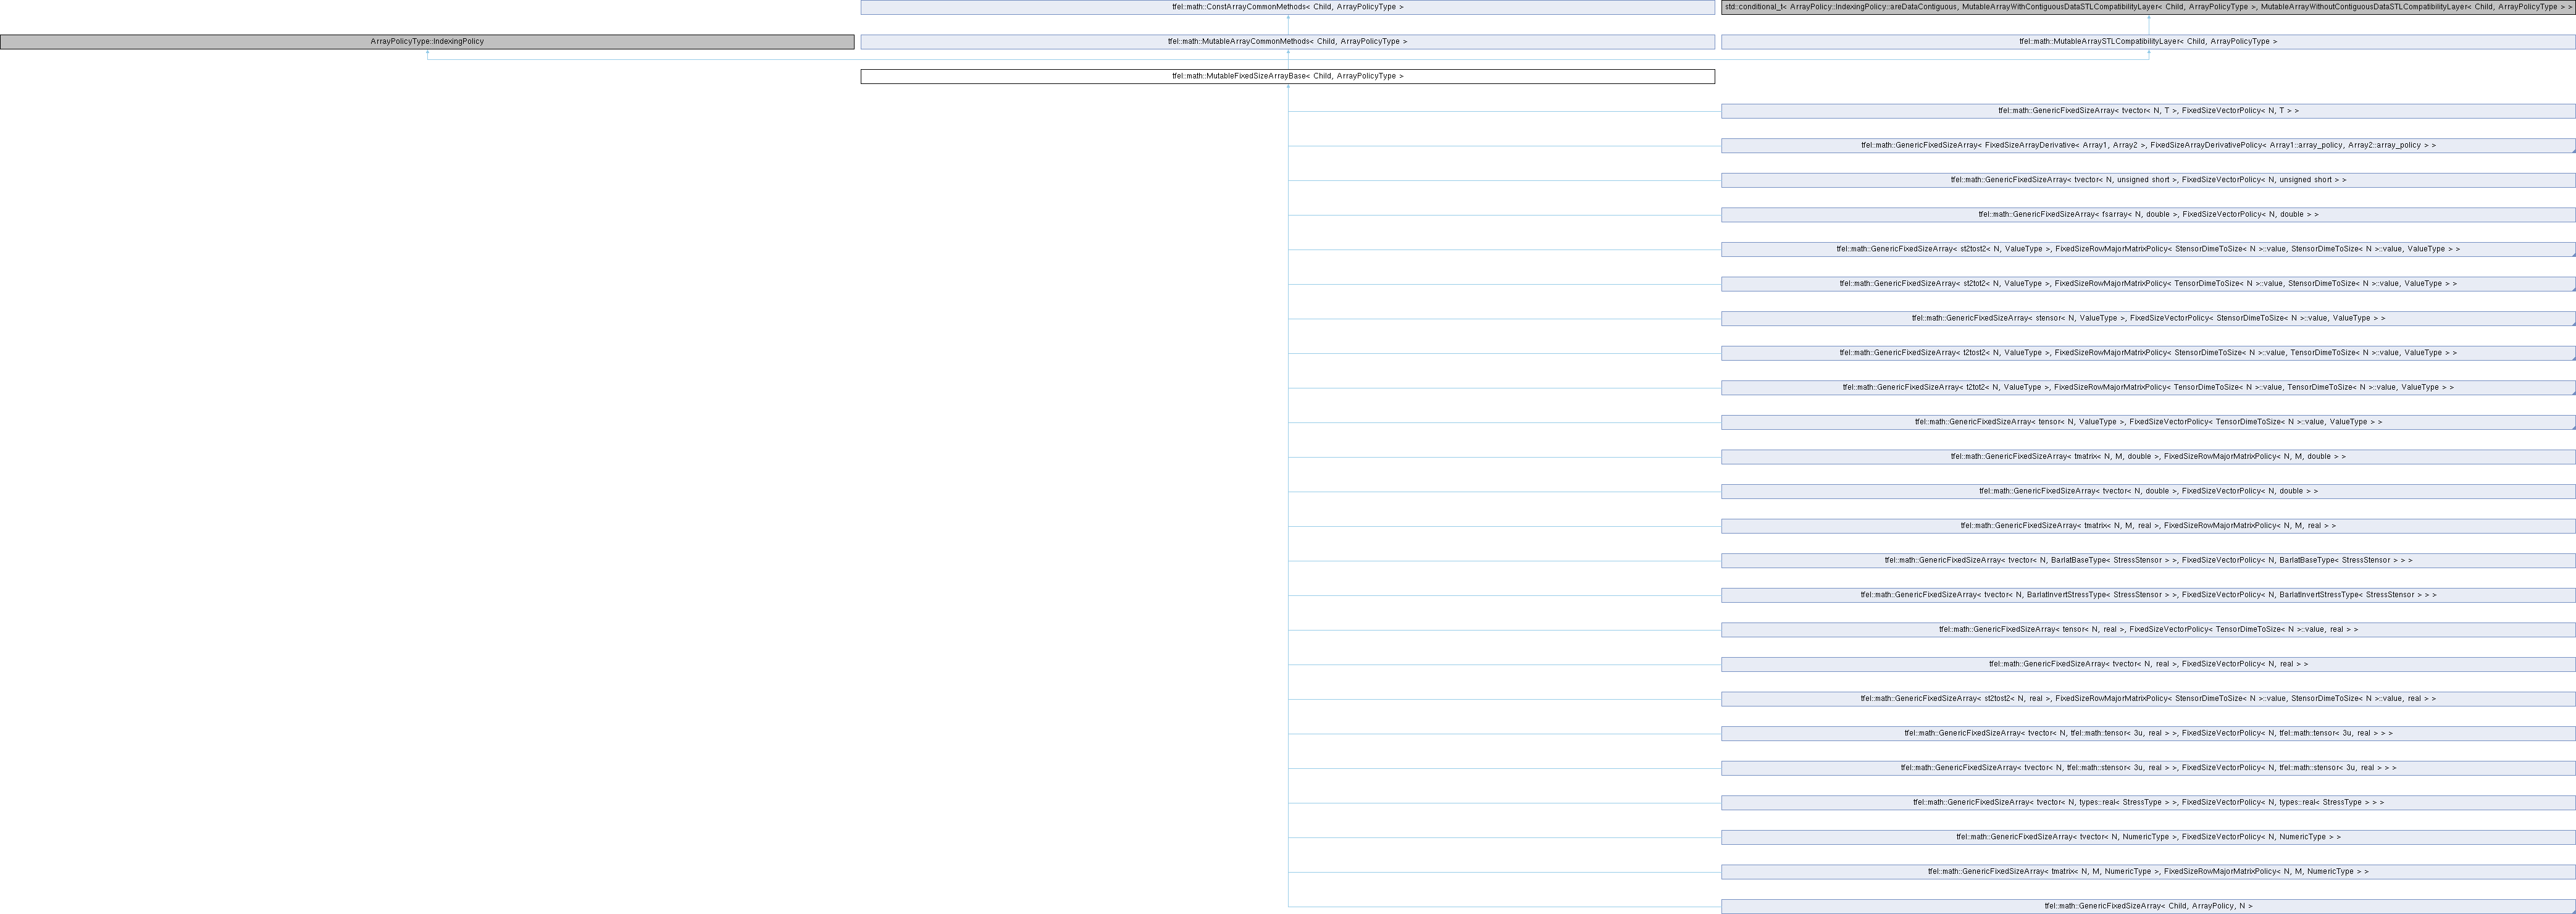 tfel::math::ConstArrayCommonMethods< Child, ArrayPolicyType >
std::conditional_t< ArrayPolicy::IndexingPolicy::areDataContiguous, MutableArrayWithContiguousDataSTLCompatibilityLayer< Child, ArrayPolicyType >, MutableArrayWithoutContiguousDataSTLCompatibilityLayer< Child, ArrayPolicyType > >
ArrayPolicyType::IndexingPolicy
tfel::math::MutableArrayCommonMethods< Child, ArrayPolicyType >
tfel::math::MutableArraySTLCompatibilityLayer< Child, ArrayPolicyType >
tfel::math::MutableFixedSizeArrayBase< Child, ArrayPolicyType >
tfel::math::GenericFixedSizeArray< tvector< N, T >, FixedSizeVectorPolicy< N, T > >
tfel::math::GenericFixedSizeArray< FixedSizeArrayDerivative< Array1, Array2 >, FixedSizeArrayDerivativePolicy< Array1::array_policy, Array2::array_policy > >
tfel::math::GenericFixedSizeArray< tvector< N, unsigned short >, FixedSizeVectorPolicy< N, unsigned short > >
tfel::math::GenericFixedSizeArray< fsarray< N, double >, FixedSizeVectorPolicy< N, double > >
tfel::math::GenericFixedSizeArray< st2tost2< N, ValueType >, FixedSizeRowMajorMatrixPolicy< StensorDimeToSize< N >::value, StensorDimeToSize< N >::value, ValueType > >
tfel::math::GenericFixedSizeArray< st2tot2< N, ValueType >, FixedSizeRowMajorMatrixPolicy< TensorDimeToSize< N >::value, StensorDimeToSize< N >::value, ValueType > >
tfel::math::GenericFixedSizeArray< stensor< N, ValueType >, FixedSizeVectorPolicy< StensorDimeToSize< N >::value, ValueType > >
tfel::math::GenericFixedSizeArray< t2tost2< N, ValueType >, FixedSizeRowMajorMatrixPolicy< StensorDimeToSize< N >::value, TensorDimeToSize< N >::value, ValueType > >
tfel::math::GenericFixedSizeArray< t2tot2< N, ValueType >, FixedSizeRowMajorMatrixPolicy< TensorDimeToSize< N >::value, TensorDimeToSize< N >::value, ValueType > >
tfel::math::GenericFixedSizeArray< tensor< N, ValueType >, FixedSizeVectorPolicy< TensorDimeToSize< N >::value, ValueType > >
tfel::math::GenericFixedSizeArray< tmatrix< N, M, double >, FixedSizeRowMajorMatrixPolicy< N, M, double > >
tfel::math::GenericFixedSizeArray< tvector< N, double >, FixedSizeVectorPolicy< N, double > >
tfel::math::GenericFixedSizeArray< tmatrix< N, M, real >, FixedSizeRowMajorMatrixPolicy< N, M, real > >
tfel::math::GenericFixedSizeArray< tvector< N, BarlatBaseType< StressStensor > >, FixedSizeVectorPolicy< N, BarlatBaseType< StressStensor > > >
tfel::math::GenericFixedSizeArray< tvector< N, BarlatInvertStressType< StressStensor > >, FixedSizeVectorPolicy< N, BarlatInvertStressType< StressStensor > > >
tfel::math::GenericFixedSizeArray< tensor< N, real >, FixedSizeVectorPolicy< TensorDimeToSize< N >::value, real > >
tfel::math::GenericFixedSizeArray< tvector< N, real >, FixedSizeVectorPolicy< N, real > >
tfel::math::GenericFixedSizeArray< st2tost2< N, real >, FixedSizeRowMajorMatrixPolicy< StensorDimeToSize< N >::value, StensorDimeToSize< N >::value, real > >
tfel::math::GenericFixedSizeArray< tvector< N, tfel::math::tensor< 3u, real > >, FixedSizeVectorPolicy< N, tfel::math::tensor< 3u, real > > >
tfel::math::GenericFixedSizeArray< tvector< N, tfel::math::stensor< 3u, real > >, FixedSizeVectorPolicy< N, tfel::math::stensor< 3u, real > > >
tfel::math::GenericFixedSizeArray< tvector< N, types::real< StressType > >, FixedSizeVectorPolicy< N, types::real< StressType > > >
tfel::math::GenericFixedSizeArray< tvector< N, NumericType >, FixedSizeVectorPolicy< N, NumericType > >
tfel::math::GenericFixedSizeArray< tmatrix< N, M, NumericType >, FixedSizeRowMajorMatrixPolicy< N, M, NumericType > >
tfel::math::GenericFixedSizeArray< Child, ArrayPolicy, N >